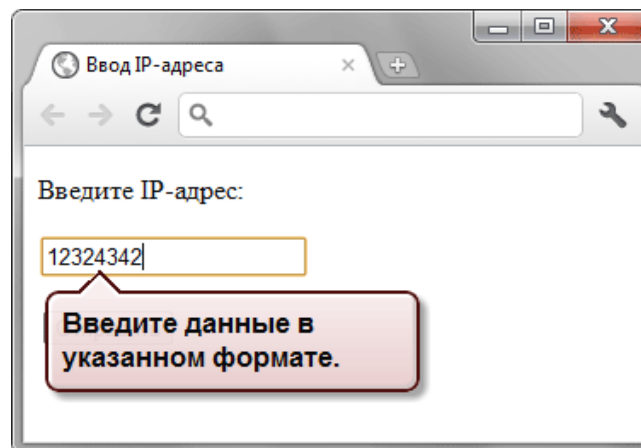 Ввод IP-адреса
Введите IP-адрес:
12324342
Введите данные в
указанном формате.